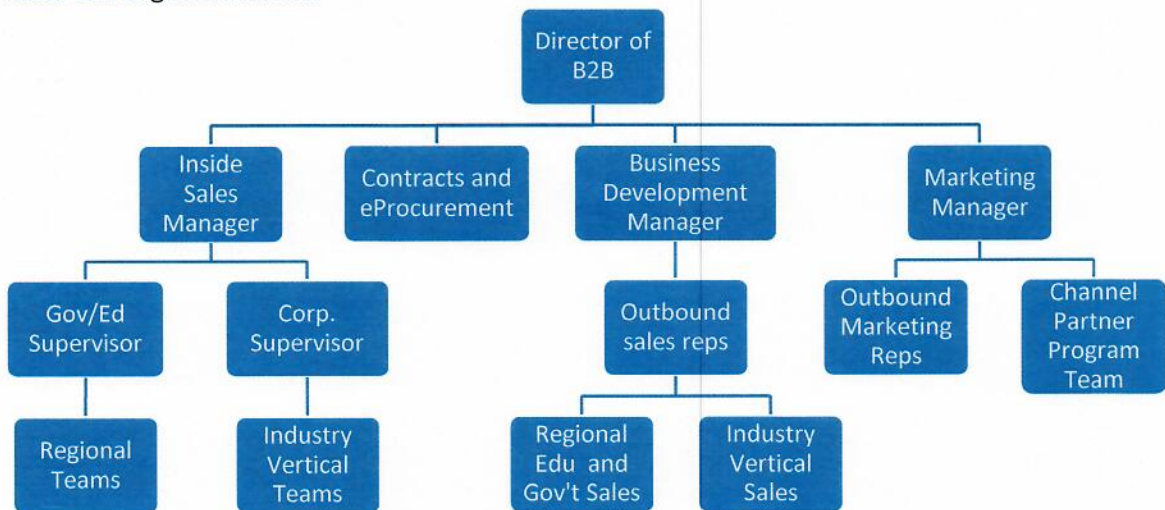 Director of
B2B
Inside
Sales
Manager
Contracts and
eProcurement
Business
Development
Manager
Marketing
Manager
Gov/Ed
Supervisor
Corp.
Supervisor
Outbound
sales reps
Outbound
Marketing
Reps
Channel
Partner
Program
Team
Regional
Teams
Industry
Vertical
Teams
Regional
Edu and
Gov't Sales
Industry
Vertical
Sales